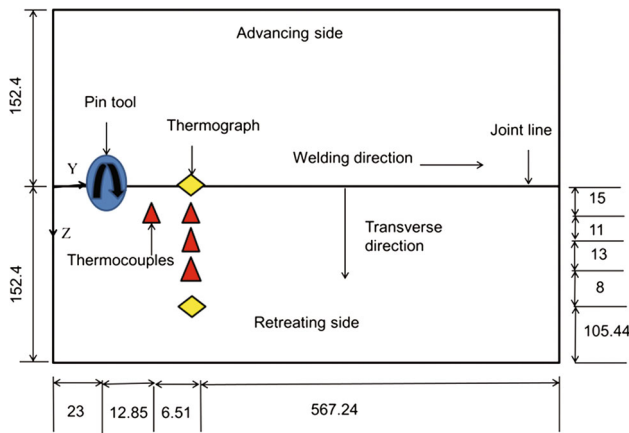 Advancing side
152.4
Pin tool
Thermograph
Joint line
Welding direction
Y
15
Z
Transverse
direction
11
Thermocouples
13
8
152.4
Retreating side
105.44
23
12.85
6.51
567.24